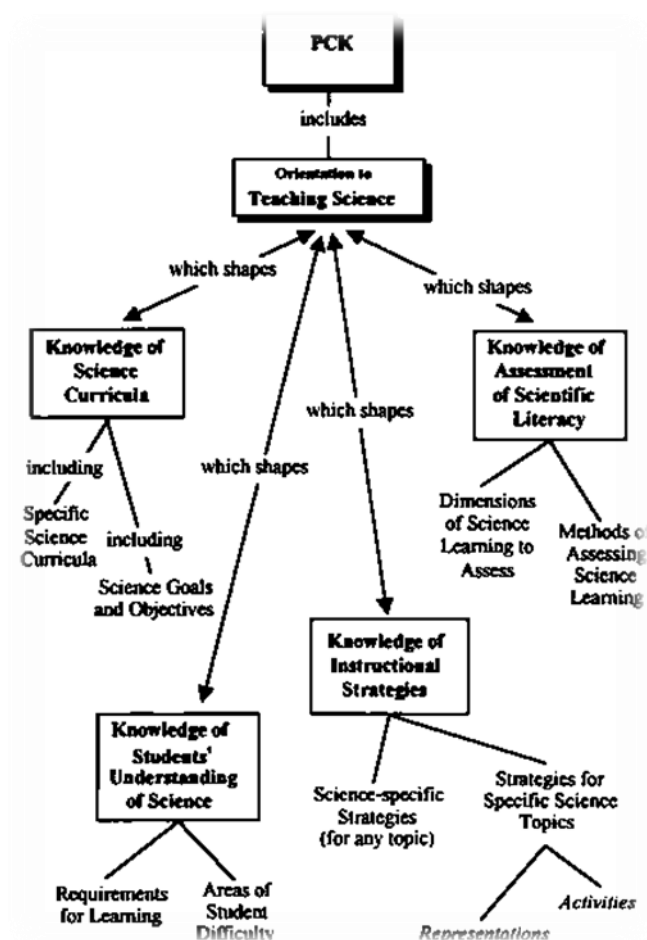 PCK
includes
Orientation to
Teaching Science
which shapes
which shapes
Knowledge of
Science
Curricula
Knowledge of
Assessment
of Scientific
Literacy
which shapes
which shapes
including
Specific
Science
Curricula
including
Science Goals
and Objectives
Dimensions
of Science
Learning to
Assess
Methods of
Assessing
Science
Learning
Knowledge of
Instructional
Strategies
Knowledge of
Students'
Understanding
of Science
Science-specific
Strategies
(for any topic)
Strategies for
Specific Science
Topics
Requirements
for Learning
Areas of
Student
Difficulty
Activities
Representations